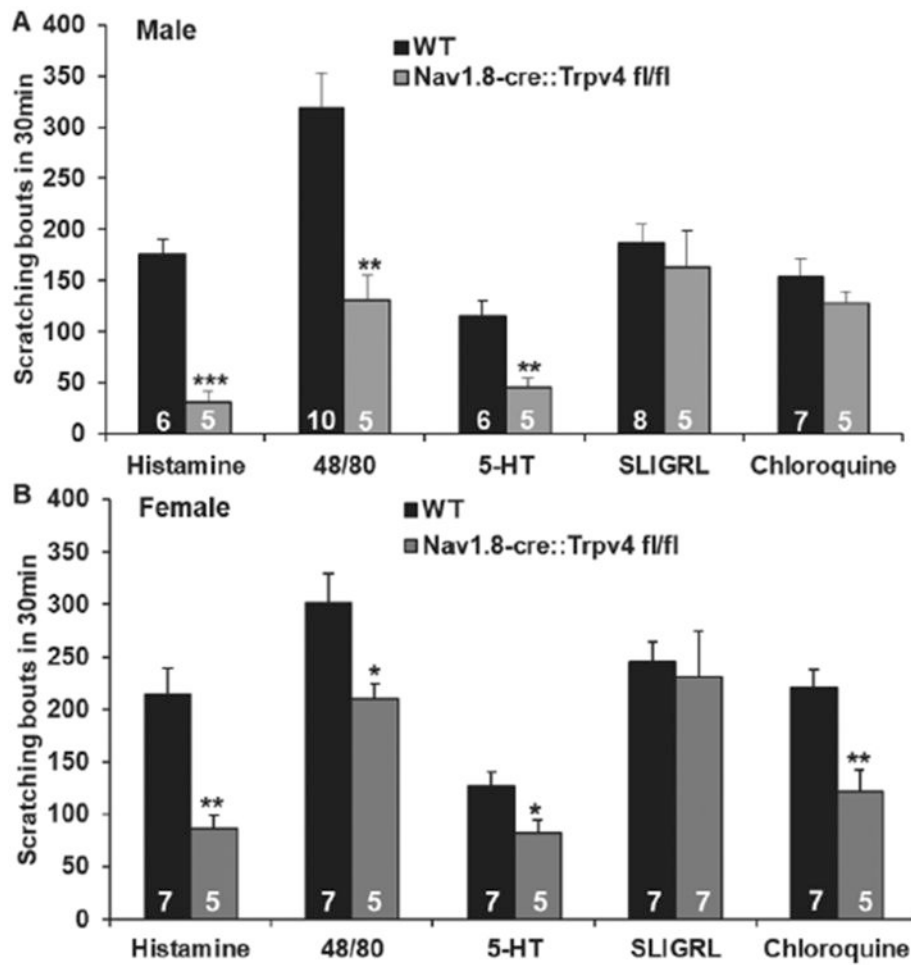 A
Male
WT
Nav1.8-cre::Trpv4 fl/fl
Scratching bouts in 30min
400
350
300
250
200
150
100
50
0
***
**
**
6 5 10 5 6 5 8 5 7 5
Histamine 48/80 5-HT SLIGRL Chloroquine
B
Female
WT
Nav1.8-cre::Trpv4 fl/fl
Scratching bouts in 30min
400
350
300
250
200
150
100
50
0
**
*
*
**
7 5 7 5 7 5 7 7 7 5
Histamine 48/80 5-HT SLIGRL Chloroquine